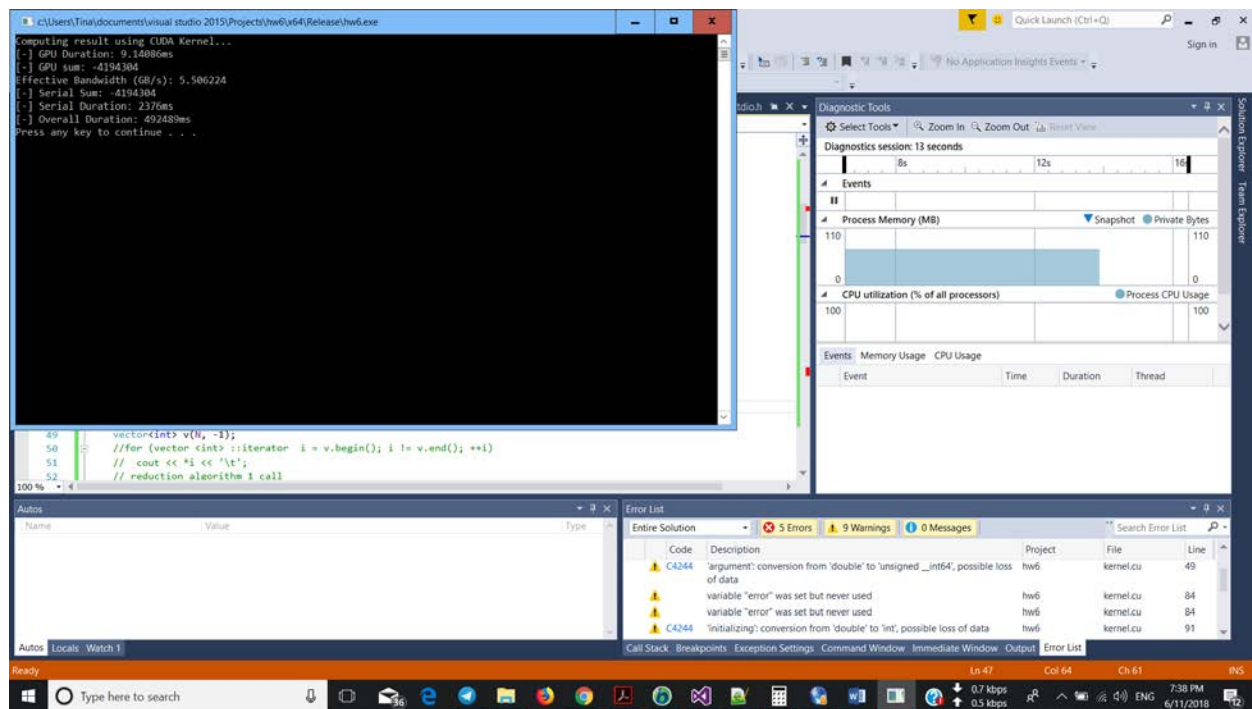 c:\Users\Tina\documents\visual studio 2015\Projects\hw6\x64\Release\hw6.exe
Computing result using CUDA Kernel...
[-] GPU Duration: 9.14086ms
[-] GPU sum: -4194304
Effective Bandwidth (GB/s): 5.506224
[-] Serial Sum: -4194304
[-] Serial Duration: 2376ms
[-] Overall Duration: 492489ms
Press any key to continue . . .
Quick Launch (Ctrl+Q)
Sign in
No Application Insights Events
tdio.h
Diagnostic Tools
Select Tools Zoom In Zoom Out Reset View
Diagnostics session: 13 seconds
8s 12s 16s
Events
Process Memory (MB) Snapshot Private Bytes
110 110
0 0
CPU utilization (% of all processors) Process CPU Usage
100 100
Events Memory Usage CPU Usage
Event Time Duration Thread
Solution Explorer Team Explorer
49 vector<int> v(N, -1);
50 //for (vector <int> ::iterator i = v.begin(); i != v.end(); ++i)
51 // cout << *i << '\t';
52 // reduction algorithm 1 call
100 %
Autos
Name Value Type
Autos Locals Watch 1
Error List
Entire Solution 5 Errors 9 Warnings 0 Messages Search Error List
Code Description Project File Line
C4244 'argument': conversion from 'double' to 'unsigned __int64', possible loss of data hw6 kernel.cu 49
variable "error" was set but never used hw6 kernel.cu 84
variable "error" was set but never used hw6 kernel.cu 84
C4244 'initializing': conversion from 'double' to 'int', possible loss of data hw6 kernel.cu 91
Call Stack Breakpoints Exception Settings Command Window Immediate Window Output Error List
Ready Ln 47 Col 64 Ch 61 INS
Type here to search
36
0.7 kbps
0.5 kbps
ENG
7:38 PM
6/11/2018
12